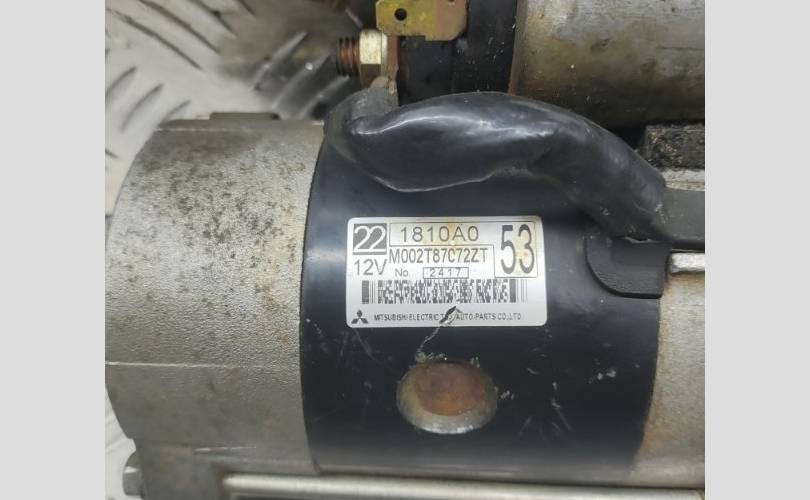 22 1810A0
12V M002T87C72ZT 53
No. 2417
MITSUBISHI ELECTRIC AUTO-PARTS CO.,LTD.